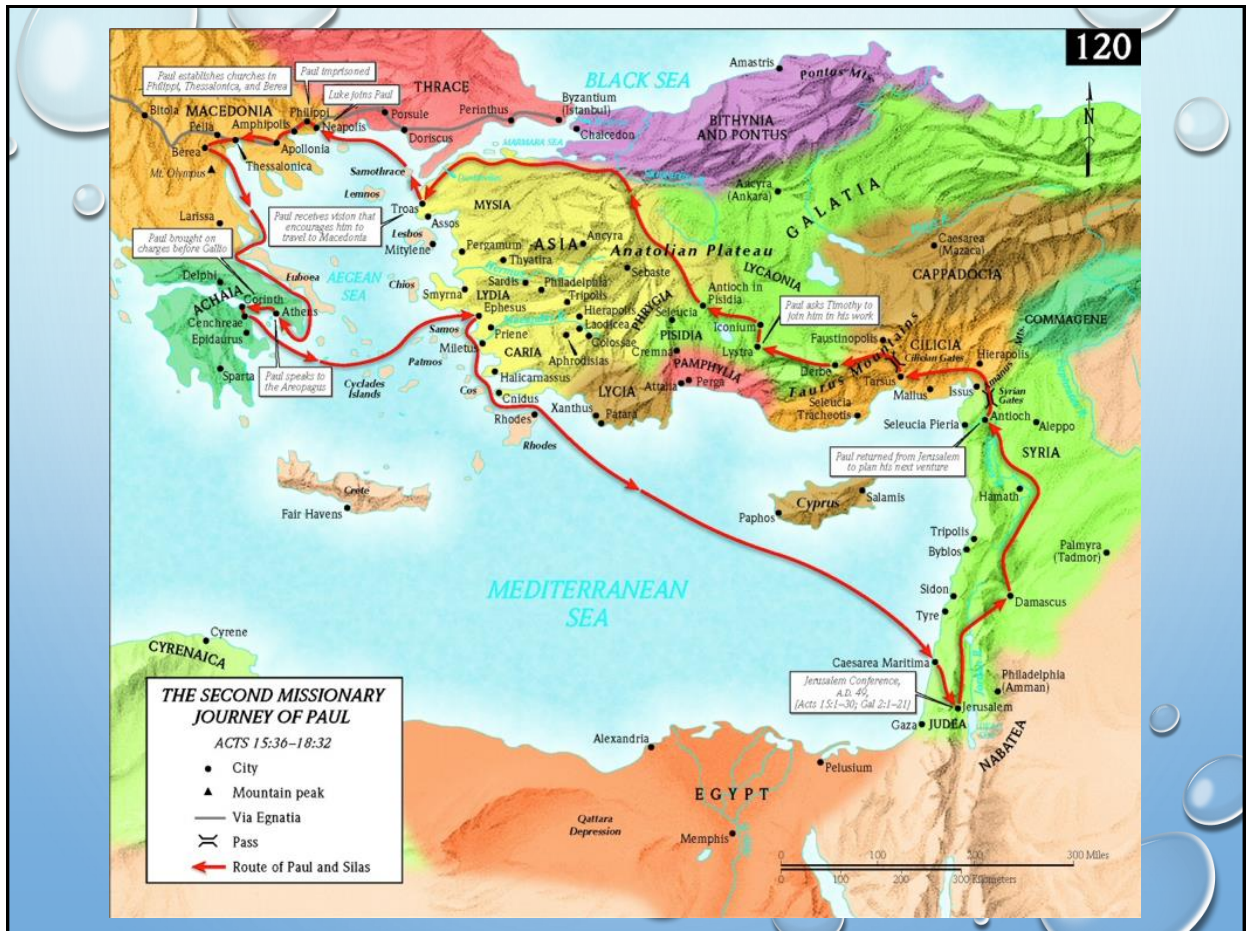 120
BLACK SEA
Amastris
Pontus Mts.
Paul establishes churches in
Philippi, Thessalonica, and Berea
Paul imprisoned
Luke joins Paul
THRACE
Bitola
MACEDONIA
Philippi
Porsule
Perinthus
Byzantium
(Istanbul)
BITHYNIA
AND PONTUS
Pella
Amphipolis
Neapolis
Doriscus
Chalcedon
N
MARMARA SEA
Berea
Apollonia
Thessalonica
Mt. Olympus
Samothrace
Lemnos
Troas
MYSIA
Ancyra
(Ankara)
GALATIA
Paul receives vision that
encourages him to
travel to Macedonia
Assos
Larissa
Lesbos
Mitylene
ASIA
Ancyra
Anatolian Plateau
Caesarea
(Mazaca)
Paul brought on
charges before Gallio
Pergamum
Thyatira
Sebaste
LYCAONIA
CAPPADOCIA
Delphi
Euboea
AEGEAN
SEA
Chios
Sardis
Philadelphia
Antioch in
Pisidia
ACHAIA
Corinth
Athens
Smyrna
LYDIA
Tripolis
PHRYGIA
Paul asks Timothy to
join him in his work
COMMAGENE
Cenchreae
Ephesus
Hierapolis
Seleucia
Iconium
Epidaurus
Samos
Priene
Laodicea
PISIDIA
Lystra
Faustinopolis
CILIGIA
Cilician Gates
Hierapolis
Mts.
Miletus
Colossae
Cremna
Patmos
CARIA
Aphrodisias
PAMPHYLIA
Derbe
Taurus Mountains
Tarsus
Amanus
Sparta
Paul speaks to
the Areopagus
Cyclades
Islands
Halicarnassus
LYCIA
Attalia
Perga
Mallus
Issus
Syrian
Gates
Cos
Cnidus
Xanthus
Patara
Seleucia
Tracheotis
Antioch
Aleppo
Rhodes
Rhodes
Seleucia Pieria
SYRIA
Paul returned from Jerusalem
to plan his next venture
Crete
Fair Havens
Cyprus
Salamis
Paphos
Hamath
Tripolis
Byblos
Palmyra
(Tadmor)
MEDITERRANEAN
SEA
Sidon
Damascus
Tyre
Cyrene
CYRENAICA
Caesarea Maritima
Jerusalem Conference,
A.D. 49,
(Acts 15:1–30; Gal 2:1–21)
Philadelphia
(Amman)
Jerusalem
Gaza
JUDEA
NABATEA
THE SECOND MISSIONARY
JOURNEY OF PAUL
ACTS 15:36–18:32
City
Mountain peak
Via Egnatia
Pass
Route of Paul and Silas
Alexandria
Pelusium
EGYPT
Qattara
Depression
Memphis
0 100 200 300 Miles
0 100 200 300 Kilometers